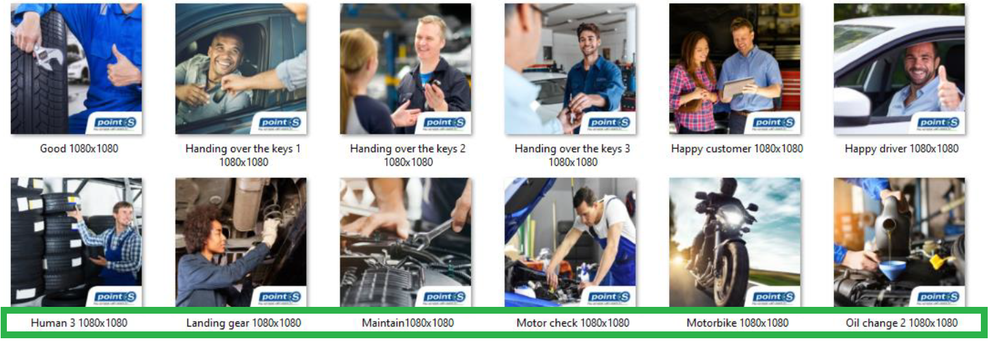 point S
point S
point S
point S
point S
point S
Good 1080x1080
Handing over the keys 1
1080x1080
Handing over the keys 2
1080x1080
Handing over the keys 3
1080x1080
Happy customer 1080x1080
Happy driver 1080x1080
point S
point S
point S
point S
point S
point S
Human 3 1080x1080
Landing gear 1080x1080
Maintain1080x1080
Motor check 1080x1080
Motorbike 1080x1080
Oil change 2 1080x1080